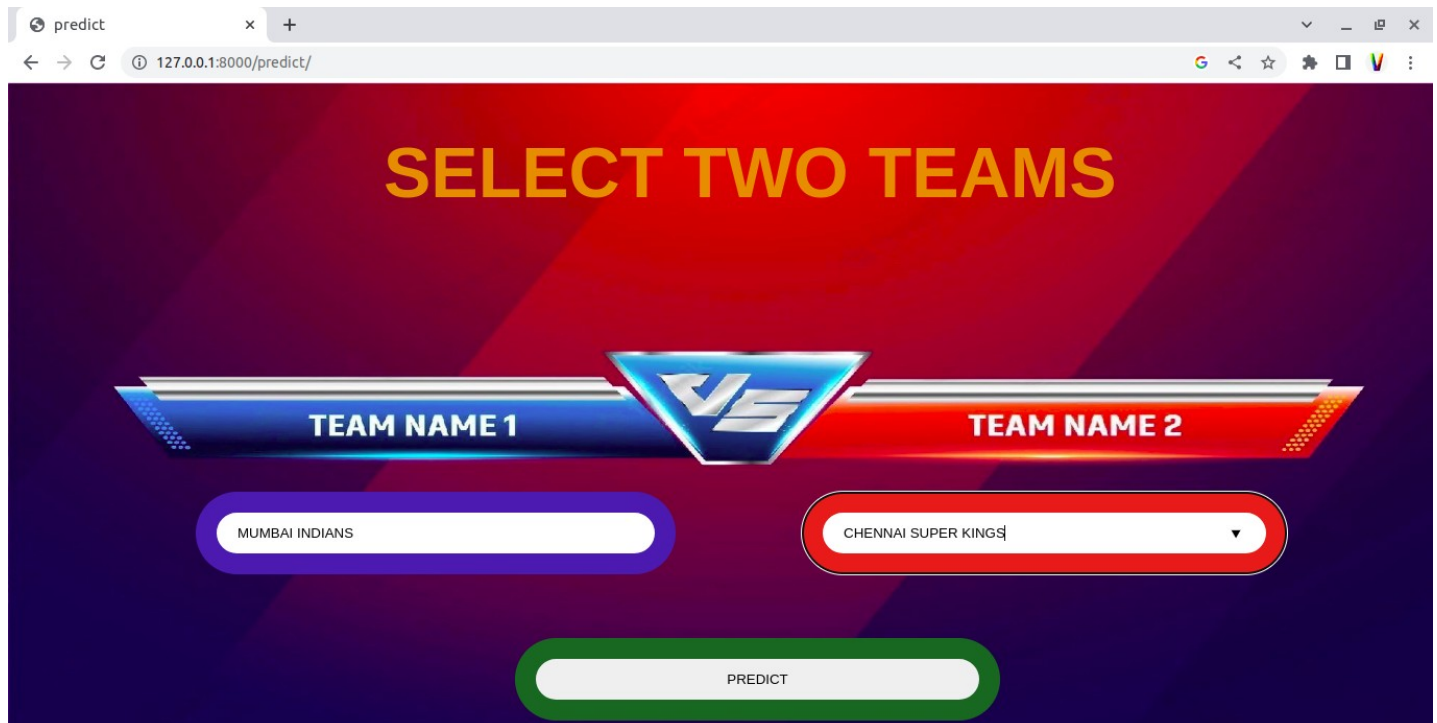 predict
127.0.0.1:8000/predict/
SELECT TWO TEAMS
VS
TEAM NAME 1
TEAM NAME 2
MUMBAI INDIANS
CHENNAI SUPER KINGS
PREDICT